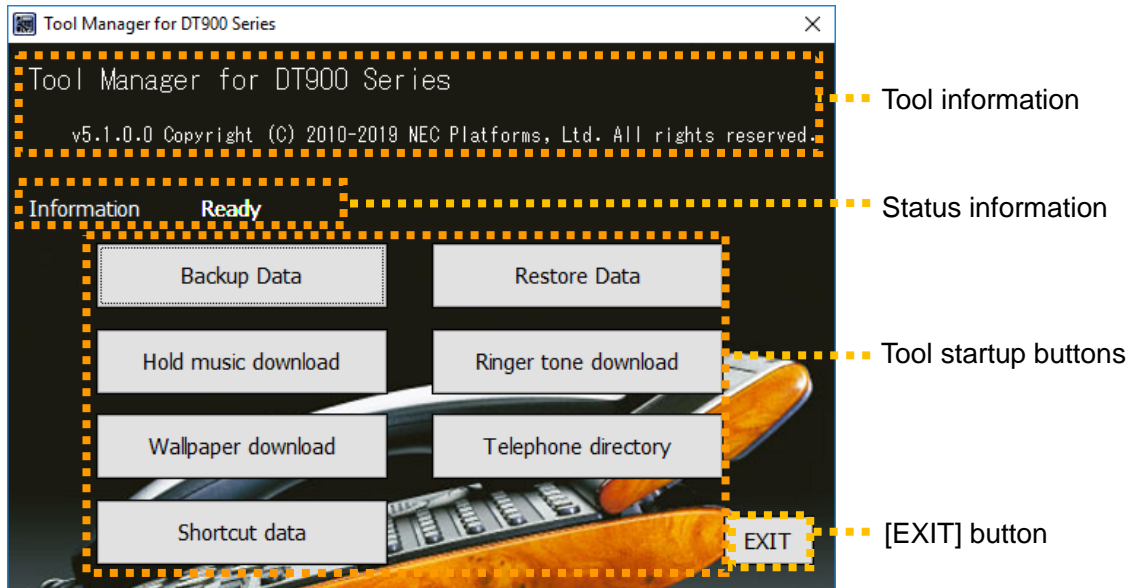 Tool Manager for DT900 Series
Tool Manager for DT900 Series
Tool information
v5.1.0.0 Copyright (C) 2010-2019 NEC Platforms, Ltd. All rights reserved.
Information Ready
Status information
Backup Data Restore Data
Hold music download Ringer tone download
Tool startup buttons
Wallpaper download Telephone directory
Shortcut data
EXIT
[EXIT] button